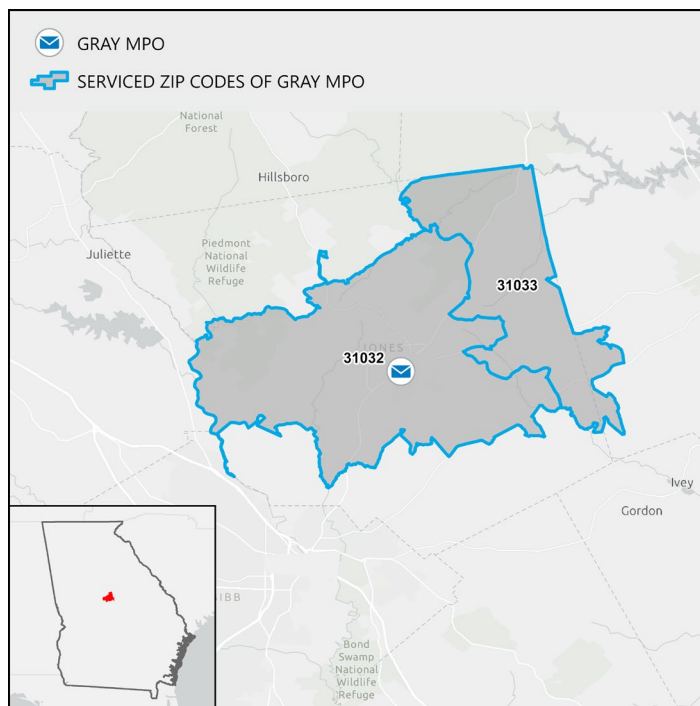 GRAY MPO
SERVICED ZIP CODES OF GRAY MPO
National
Forest
Hillsboro
Piedmont
National
Wildlife
Refuge
Juliette
31033
JONES
31032
Ivey
Gordon
IBB
Bond
Swamp
National
Wildlife
Refuge